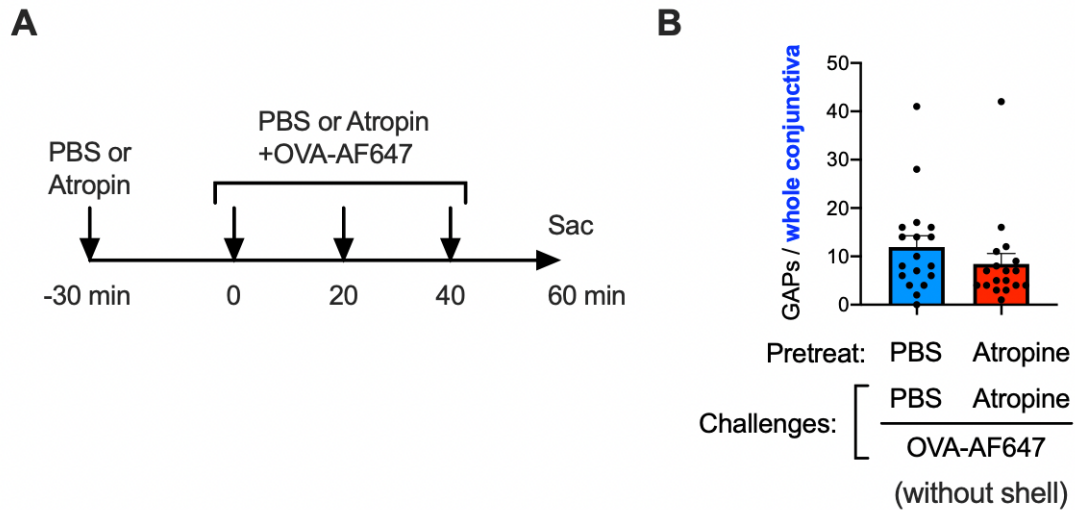 A
PBS or
Atropin
PBS or Atropin
+OVA-AF647
Sac
-30 min
0
20
40
60 min
B
GAPs / whole conjunctiva
50
40
30
20
10
0
Pretreat: PBS Atropine
Challenges: PBS Atropine
OVA-AF647
(without shell)